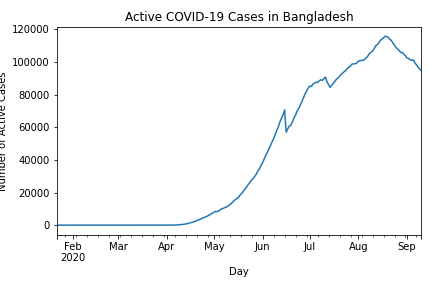 Active COVID-19 Cases in Bangladesh
Number of Active Cases
120000
100000
80000
60000
40000
20000
0
Feb Mar Apr May Jun Jul Aug Sep
2020
Day